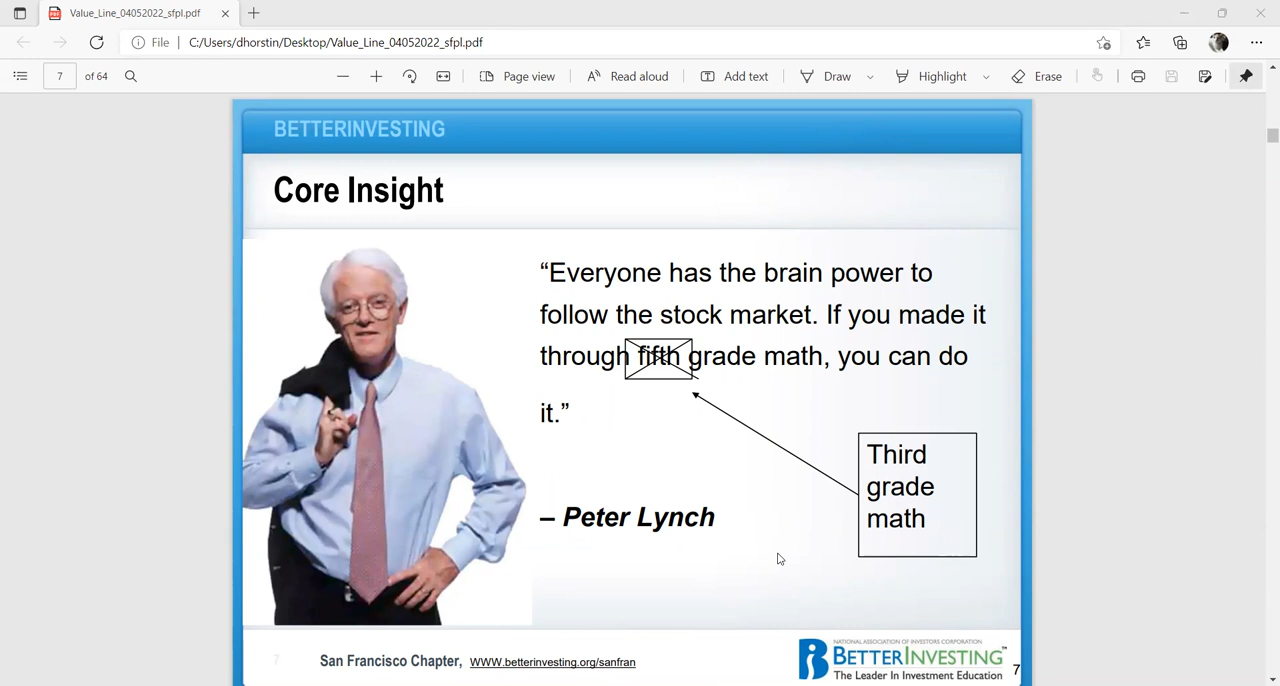 Value_Line_04052022_sfpl.pdf
File | C:/Users/dhorstin/Desktop/Value_Line_04052022_sfpl.pdf
7 of 64 Page view Read aloud Add text Draw Highlight Erase
BETTERINVESTING
Core Insight
“Everyone has the brain power to
follow the stock market. If you made it
through fifth grade math, you can do
it.”
Third
grade
math
– Peter Lynch
7 San Francisco Chapter, WWW.betterinvesting.org/sanfran
NATIONAL ASSOCIATION OF INVESTORS CORPORATION
BETTERINVESTING™
The Leader In Investment Education
7